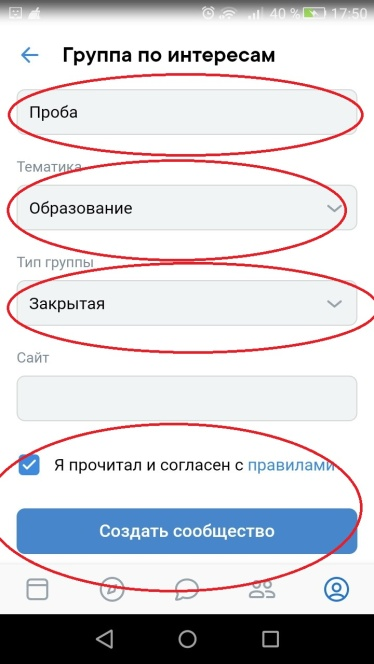 40 % 17:50
Группа по интересам
Проба
Тематика
Образование
Тип группы
Закрытая
Сайт
Я прочитал и согласен с правилами
Создать сообщество